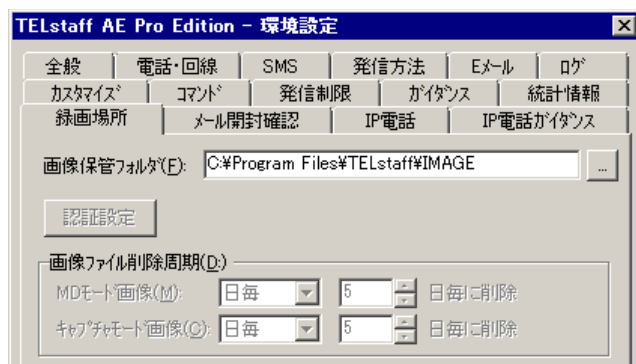 TELstaff AE Pro Edition - 環境設定
全般 電話・回線 SMS 発信方法 Eメール ログ
カスタマイズ コマンド 発信制限 ガイダンス 統計情報
録画場所 メール開封確認 IP電話 IP電話ガイダンス
画像保管フォルダ(F): C:¥Program Files¥TELstaff¥IMAGE ...
認証設定
画像ファイル削除周期(D:)
MDモード画像(M): 日毎 5 日毎に削除
キャプチャモード画像(C): 日毎 5 日毎に削除